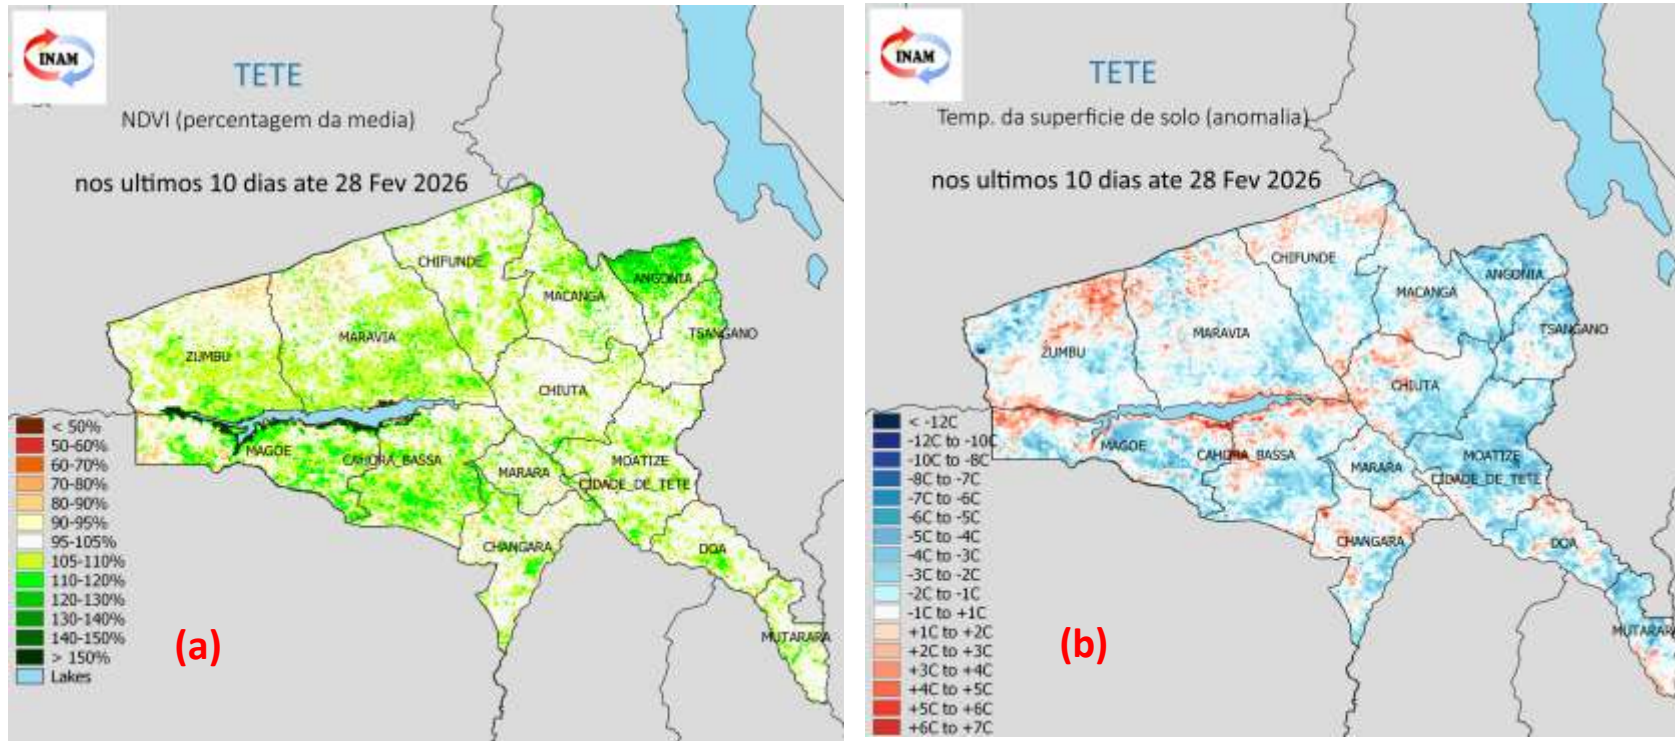 INAM
TETE
NDVI (percentagem da media)
nos ultimos 10 dias ate 28 Fev 2026
CHIFUNDE
ANGONIA
MACANGA
TSANGANO
MARAVIA
ZUMBU
CHIUTA
MAGOE
CAHORA_BASSA
MARARA
MOATIZE
CIDADE_DE_TETE
CHANGARA
DOA
MUTARARA
< 50%
50-60%
60-70%
70-80%
80-90%
90-95%
95-105%
105-110%
110-120%
120-130%
130-140%
140-150%
> 150%
Lakes
(a)
INAM
TETE
Temp. da superficie de solo (anomalia)
nos ultimos 10 dias ate 28 Fev 2026
CHIFUNDE
ANGONIA
MACANGA
TSANGANO
MARAVIA
ZUMBU
CHIUTA
MAGOE
CAHORA_BASSA
MARARA
MOATIZE
CIDADE_DE_TETE
CHANGARA
DOA
MUTARARA
< -12C
-12C to -10C
-10C to -8C
-8C to -7C
-7C to -6C
-6C to -5C
-5C to -4C
-4C to -3C
-3C to -2C
-2C to -1C
-1C to +1C
+1C to +2C
+2C to +3C
+3C to +4C
+4C to +5C
+5C to +6C
+6C to +7C
(b)